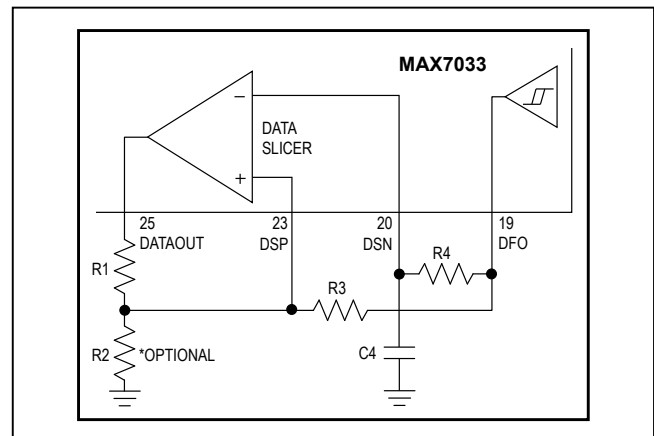 MAX7033
−
DATA
SLICER
+
25
DATAOUT
23
DSP
20
DSN
19
DFO
R1
R3
R4
R2
*OPTIONAL
C4